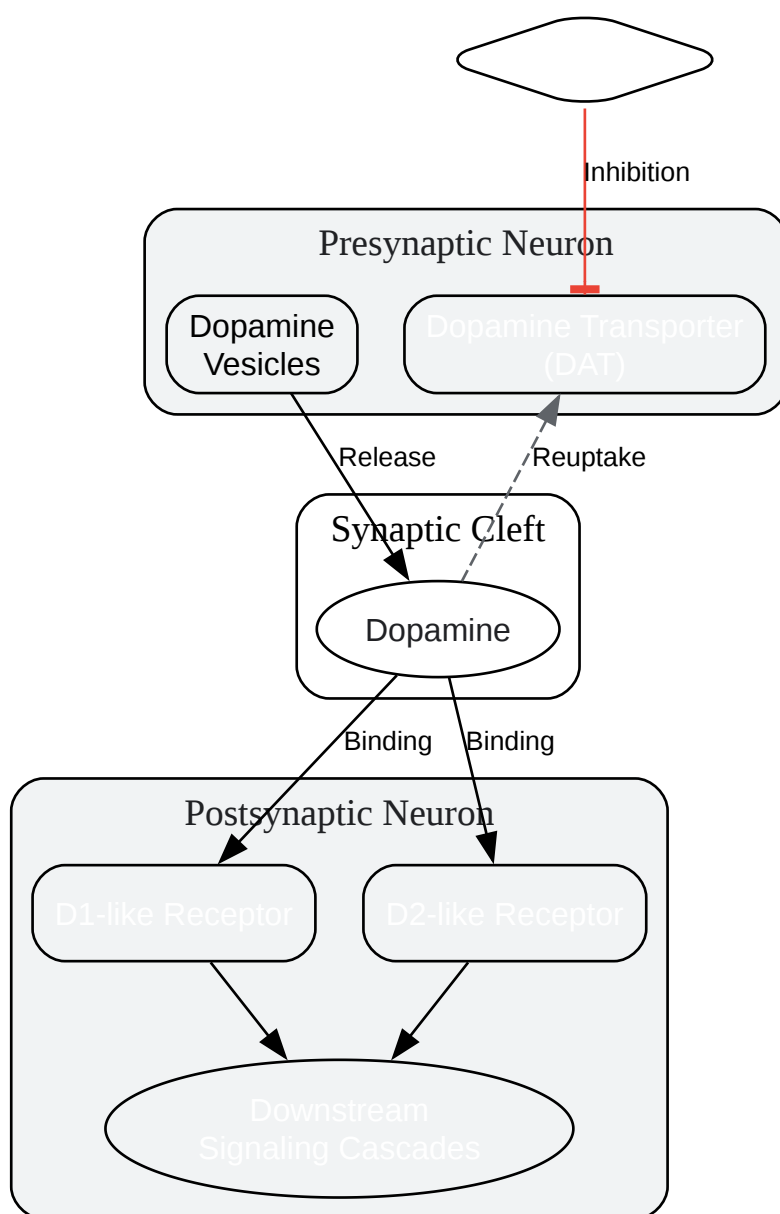 Inhibition
Presynaptic Neuron
Dopamine
Vesicles
Dopamine Transporter
(DAT)
Release
Reuptake
Synaptic Cleft
Dopamine
Binding
Binding
Postsynaptic Neuron
D1-like Receptor
D2-like Receptor
Downstream
Signaling Cascades